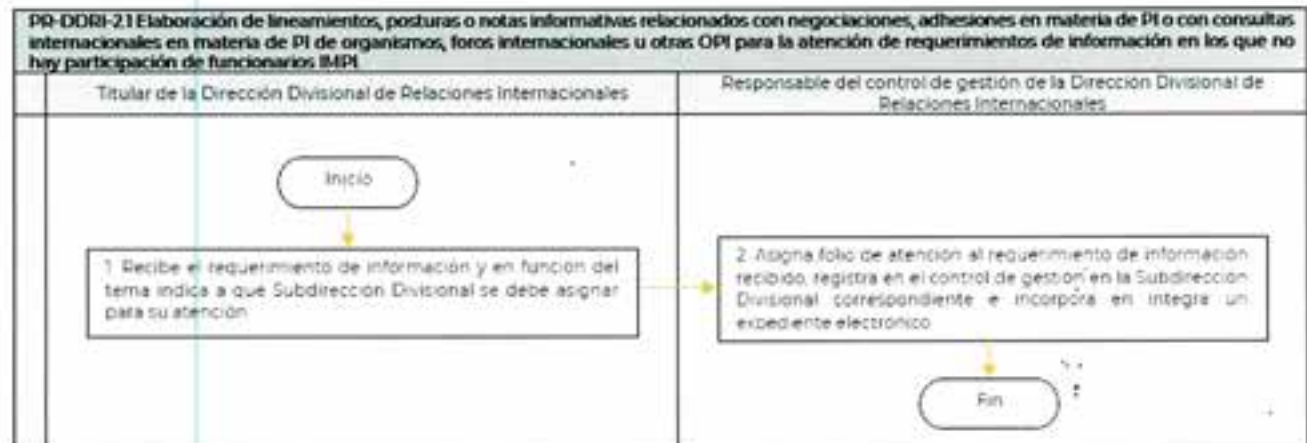 PR-DDRI-2.1 Elaboración de lineamientos, posturas o notas informativas relacionados con negociaciones, adhesiones en materia de PI o con consultas
internacionales en materia de PI de organismos, foros internacionales u otras OPI para la atención de requerimientos de información en los que no
hay participación de funcionarios IMPI.
Titular de la Dirección Divisional de Relaciones Internacionales
Responsable del control de gestión de la Dirección Divisional de
Relaciones Internacionales
Inicio
1. Recibe el requerimiento de información y en función del
tema indica a que Subdirección Divisional se debe asignar
para su atención
2. Asigna folio de atención al requerimiento de información
recibido, registra en el control de gestión en la Subdirección
Divisional correspondiente e incorpora en integra un
expediente electrónico
Fin